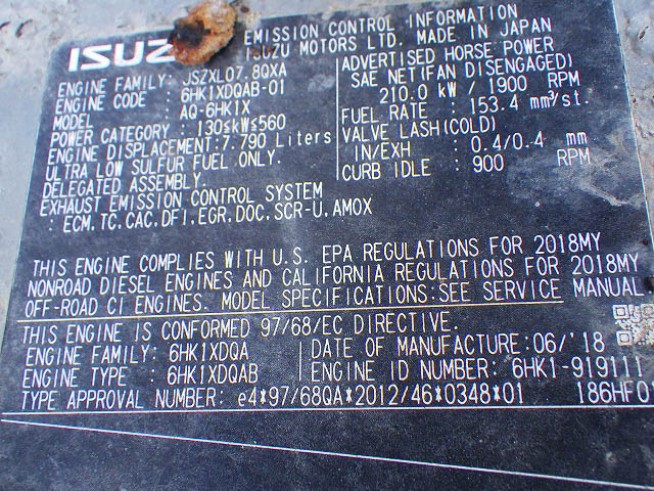 ISUZ EMISSION CONTROL INFORMATION
ISUZU MOTORS LTD. MADE IN JAPAN
ENGINE FAMILY: JSZXL07.8QXA
ENGINE CODE : 6HK1XDQAB-01
MODEL : AQ-6HK1X
POWER CATEGORY : 130≤kW≤560
ENGINE DISPLACEMENT:7.790 Liters
ULTRA LOW SULFUR FUEL ONLY.
DELEGATED ASSEMBLY.
EXHAUST EMISSION CONTROL SYSTEM
: ECM,TC,CAC,DFI,EGR,DOC,SCR-U,AMOX
ADVERTISED HORSE POWER
SAE NET(FAN DISENGAGED)
210.0 kW / 1900 RPM
FUEL RATE : 153.4 mm³/st.
VALVE LASH(COLD)
IN/EXH : 0.4/0.4 mm
CURB IDLE : 900 RPM
THIS ENGINE COMPLIES WITH U.S. EPA REGULATIONS FOR 2018MY
NONROAD DIESEL ENGINES AND CALIFORNIA REGULATIONS FOR 2018MY
OFF-ROAD CI ENGINES. MODEL SPECIFICATIONS:SEE SERVICE MANUAL
THIS ENGINE IS CONFORMED 97/68/EC DIRECTIVE.
ENGINE FAMILY: 6HK1XDQA
ENGINE TYPE : 6HK1XDQAB
DATE OF MANUFACTURE:06/'18
ENGINE ID NUMBER: 6HK1-919111
TYPE APPROVAL NUMBER: e4*97/68QA*2012/46*0348*01 186HF01